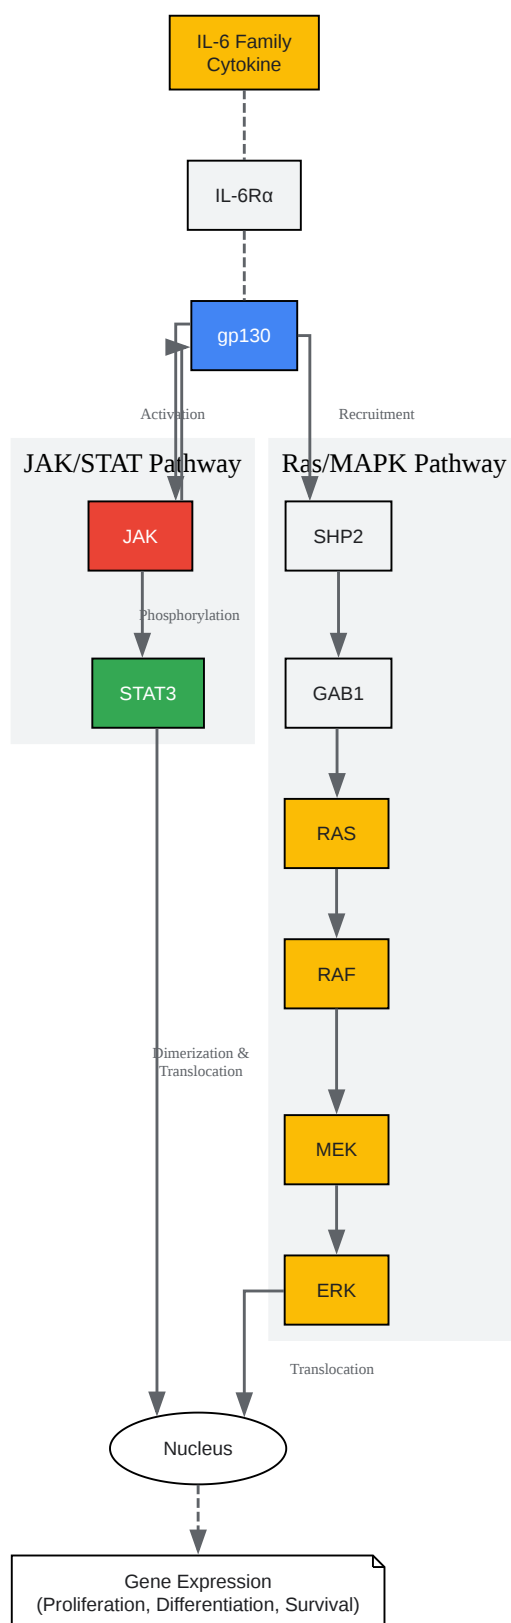 IL-6 Family
Cytokine
IL-6Rα
gp130
Activation
Recruitment
JAK/STAT Pathway
Ras/MAPK Pathway
JAK
SHP2
Phosphorylation
STAT3
GAB1
RAS
RAF
Dimerization &
Translocation
MEK
ERK
Translocation
Nucleus
Gene Expression
(Proliferation, Differentiation, Survival)